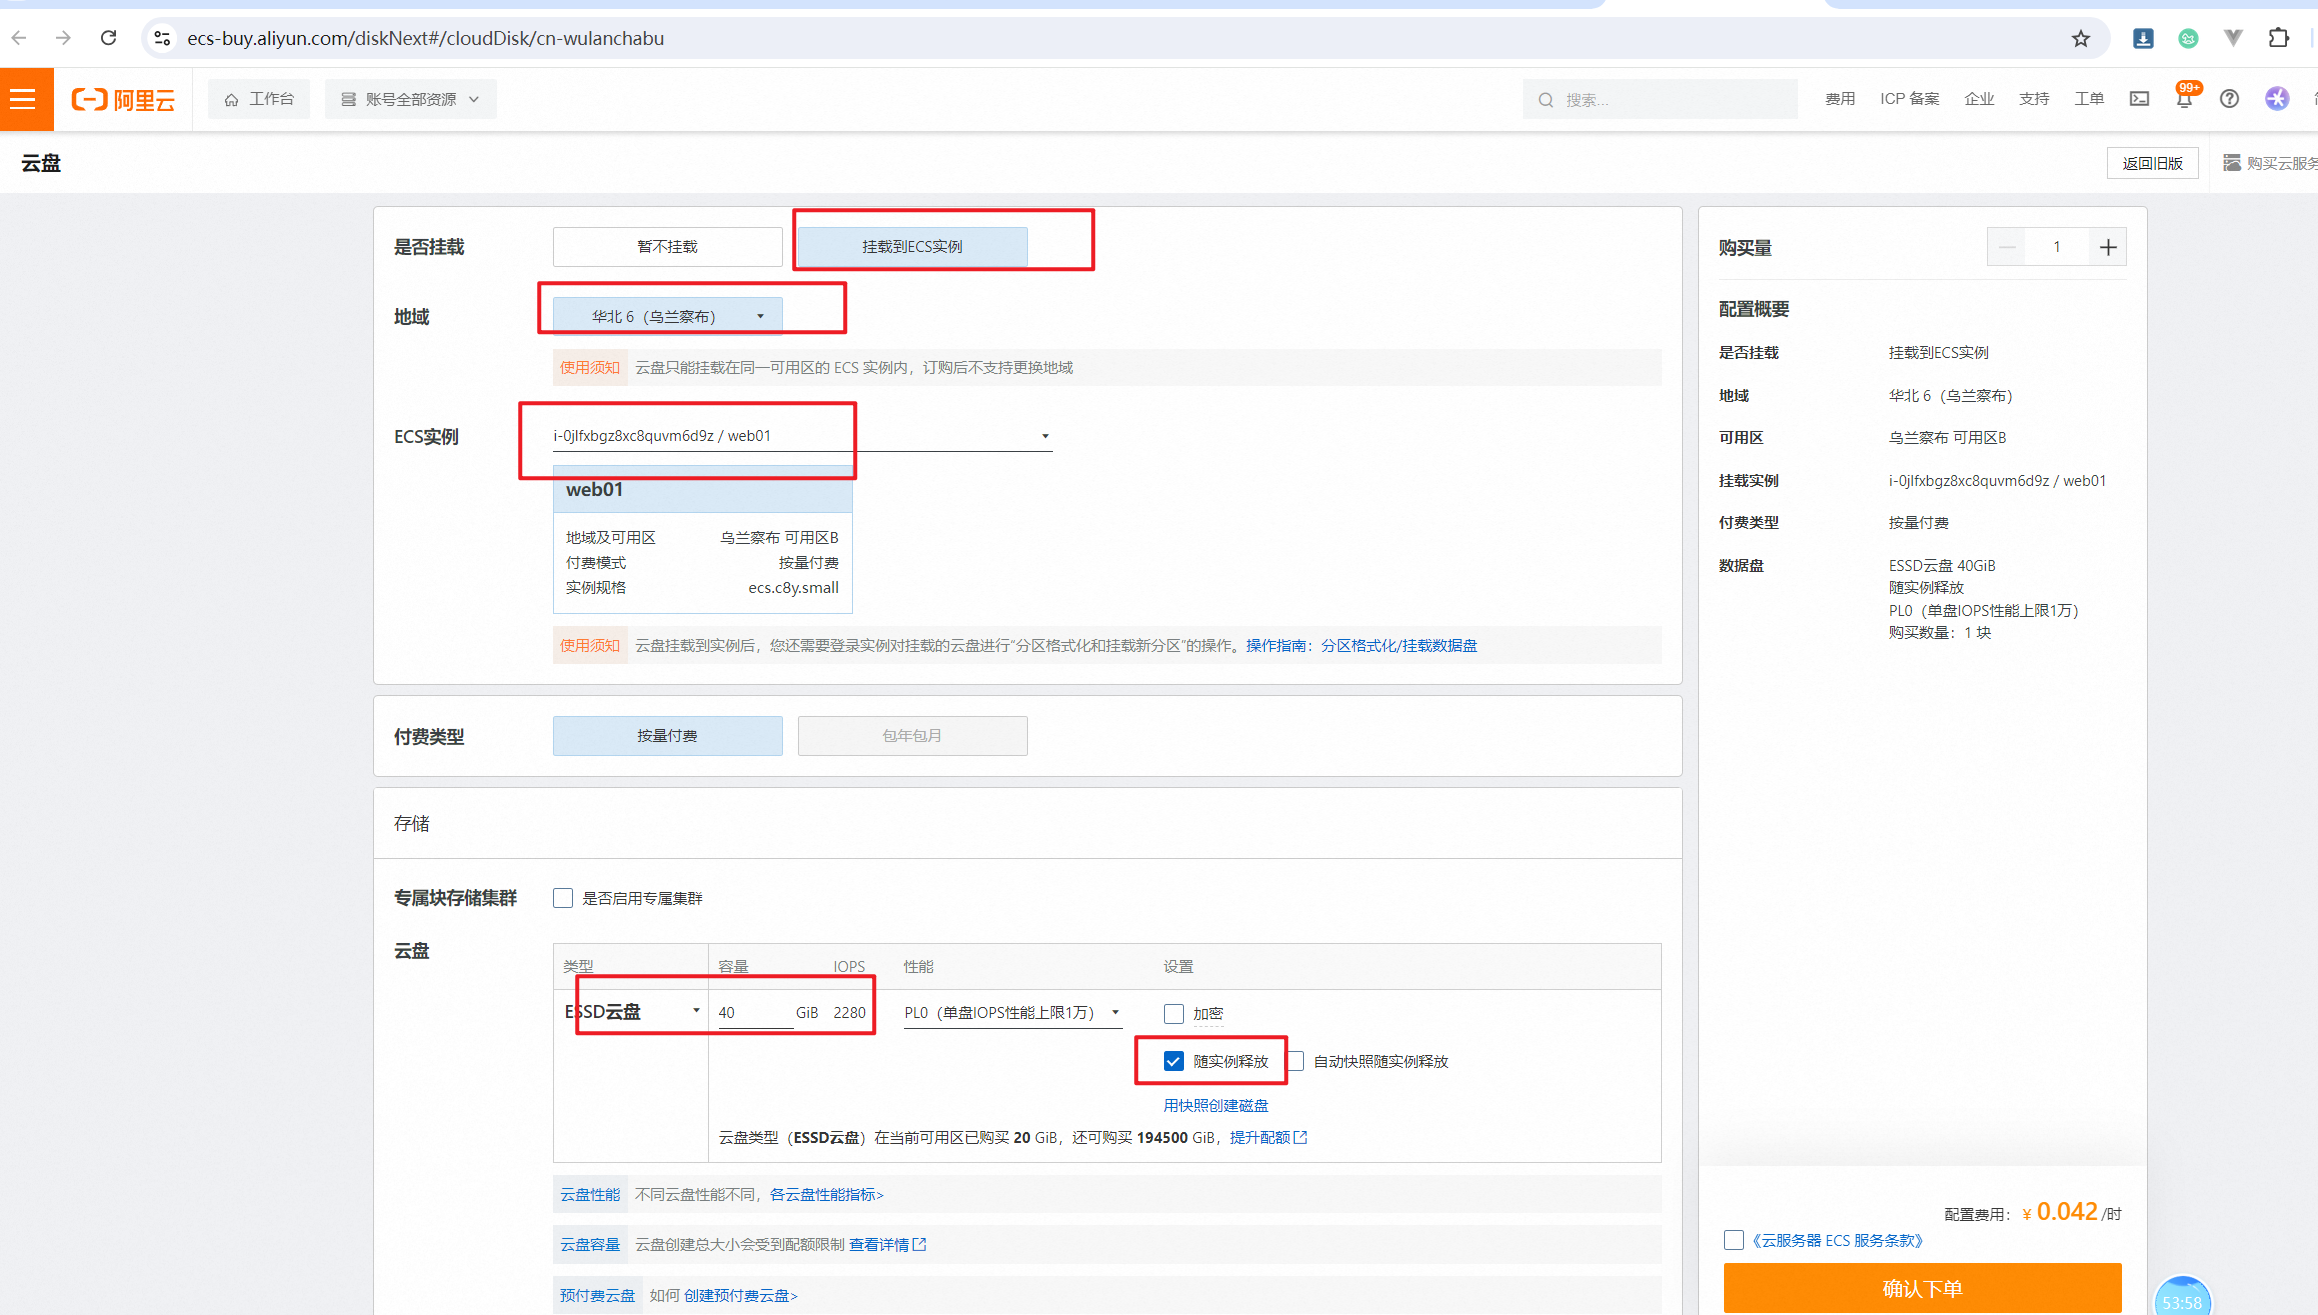 ecs-buy.aliyun.com/diskNext#/cloudDisk/cn-wulanchabu
阿里云
工作台
账号全部资源
搜索...
费用
ICP 备案
企业
支持
工单
99+
云盘
返回旧版
购买云服务
是否挂载
暂不挂载
挂载到ECS实例
地域
华北 6（乌兰察布）
使用须知 云盘只能挂载在同一可用区的 ECS 实例内，订购后不支持更换地域
ECS实例
i-0jlfxbgz8xc8quvm6d9z / web01
web01
地域及可用区 乌兰察布 可用区B
付费模式 按量付费
实例规格 ecs.c8y.small
使用须知 云盘挂载到实例后，您还需要登录实例对挂载的云盘进行“分区格式化和挂载新分区”的操作。操作指南：分区格式化/挂载数据盘
付费类型
按量付费
包年包月
存储
专属块存储集群
是否启用专属集群
云盘
类型 容量 IOPS 性能 设置
ESSD云盘 40 GiB 2280 PL0（单盘IOPS性能上限1万） 加密
随实例释放 自动快照随实例释放
用快照创建磁盘
云盘类型（ESSD云盘）在当前可用区已购买 20 GiB，还可购买 194500 GiB，提升配额
云盘性能 不同云盘性能不同，各云盘性能指标>
云盘容量 云盘创建总大小会受到配额限制 查看详情
预付费云盘 如何 创建预付费云盘>
购买量
1
配置概要
是否挂载 挂载到ECS实例
地域 华北 6（乌兰察布）
可用区 乌兰察布 可用区B
挂载实例 i-0jlfxbgz8xc8quvm6d9z / web01
付费类型 按量付费
数据盘 ESSD云盘 40GiB
随实例释放
PL0（单盘IOPS性能上限1万）
购买数量：1 块
配置费用：¥ 0.042 /时
《云服务器 ECS 服务条款》
确认下单
53:58